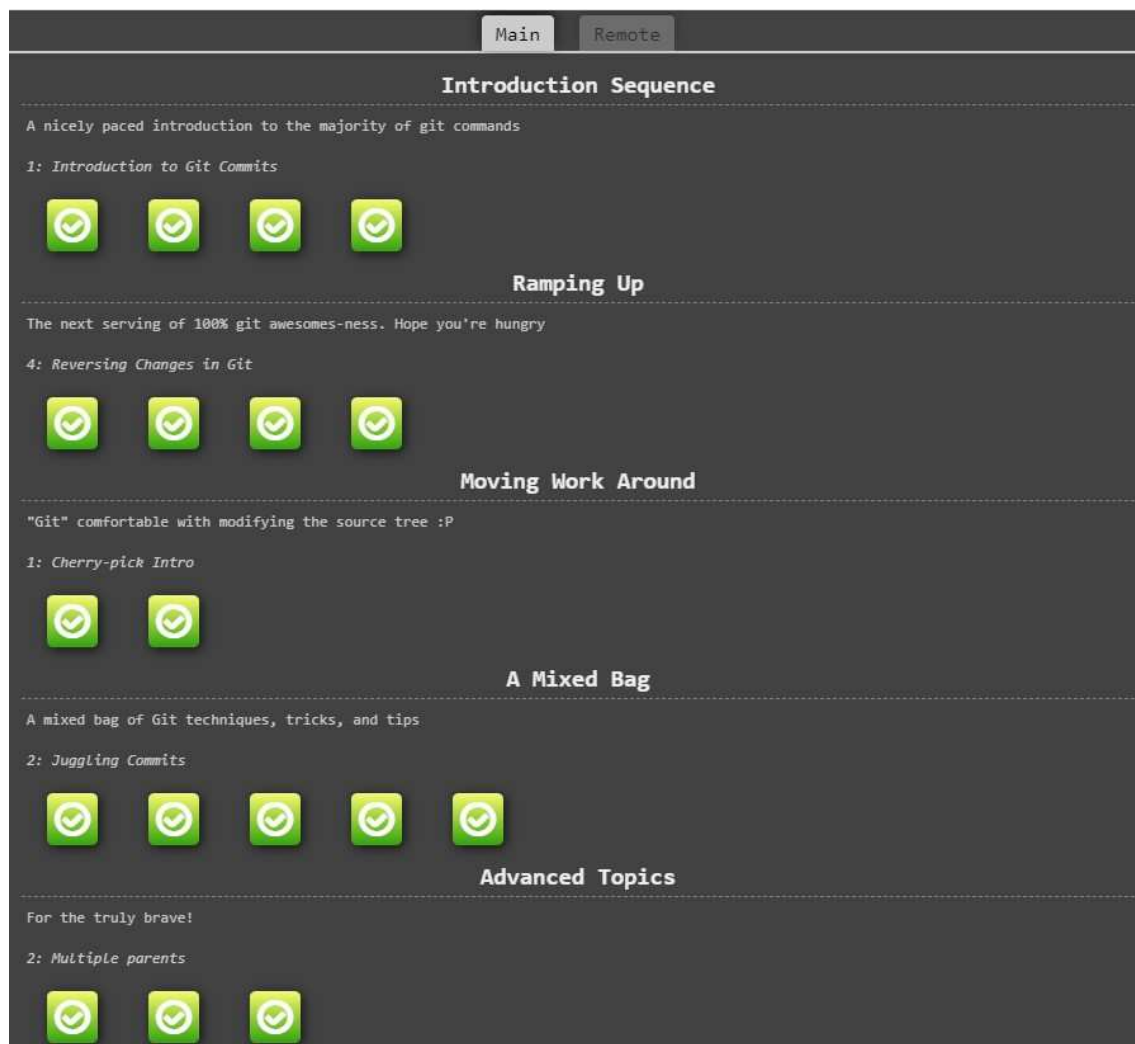 Main Remote
Introduction Sequence
A nicely paced introduction to the majority of git commands
1: Introduction to Git Commits
Ramping Up
The next serving of 100% git awesomes-ness. Hope you're hungry
4: Reversing Changes in Git
Moving Work Around
"Git" comfortable with modifying the source tree :P
1: Cherry-pick Intro
A Mixed Bag
A mixed bag of Git techniques, tricks, and tips
2: Juggling Commits
Advanced Topics
For the truly brave!
2: Multiple parents